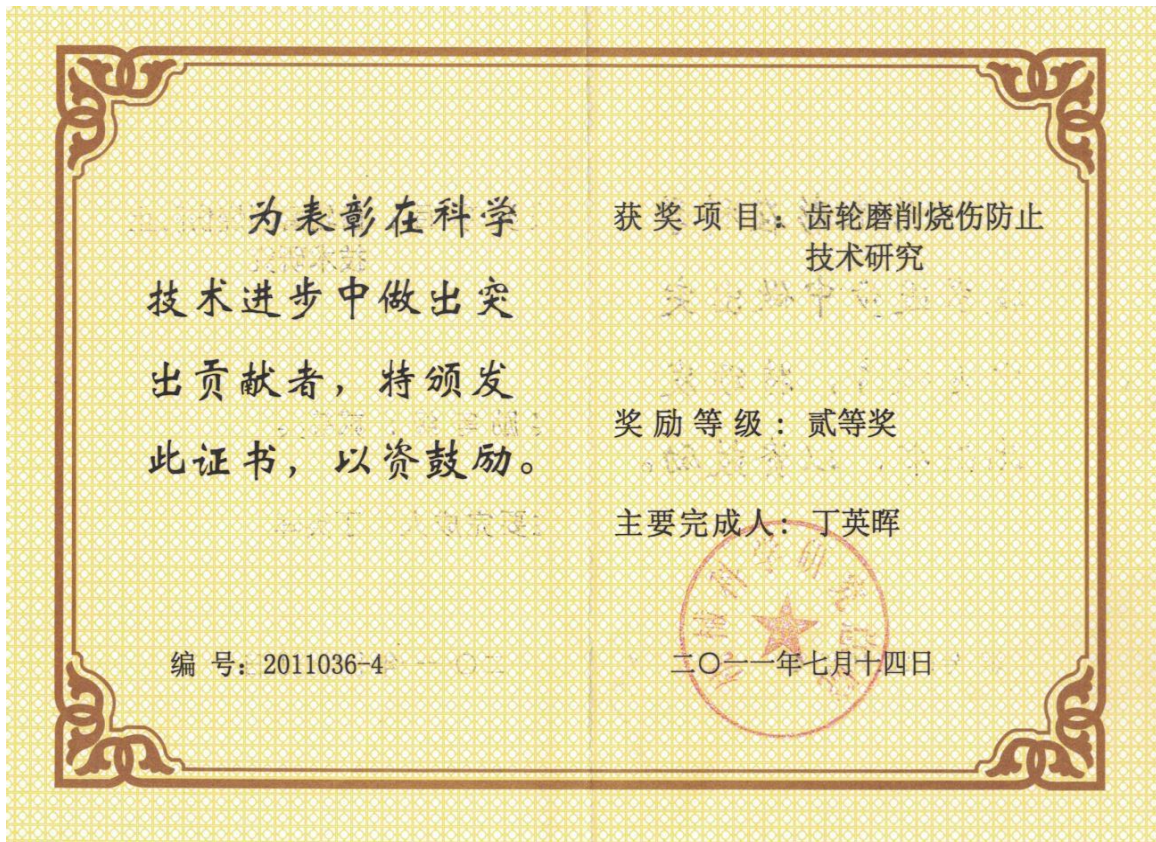 为表彰在科学
技术进步中做出突
出贡献者，特颁发
此证书，以资鼓励。
编 号：2011036-4
获 奖 项 目：齿轮磨削烧伤防止
技术研究
奖 励 等 级：贰等奖
主要完成人：丁英晖
二〇一一年七月十四日